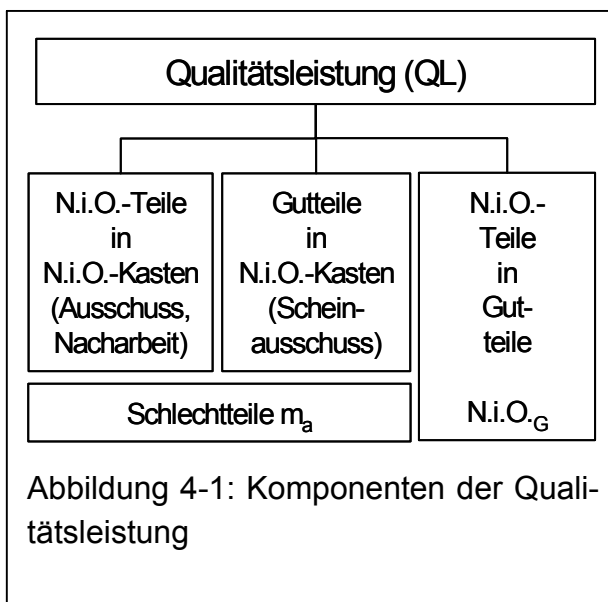 Qualitätsleistung (QL)
N.i.O.-Teile
in
N.i.O.-Kasten
(Ausschuss,
Nacharbeit)
Gutteile
in
N.i.O.-Kasten
(Schein-
ausschuss)
N.i.O.-
Teile
in
Gut-
teile
N.i.O.G
Schlechtteile ma
Abbildung 4-1: Komponenten der Quali-
tätsleistung